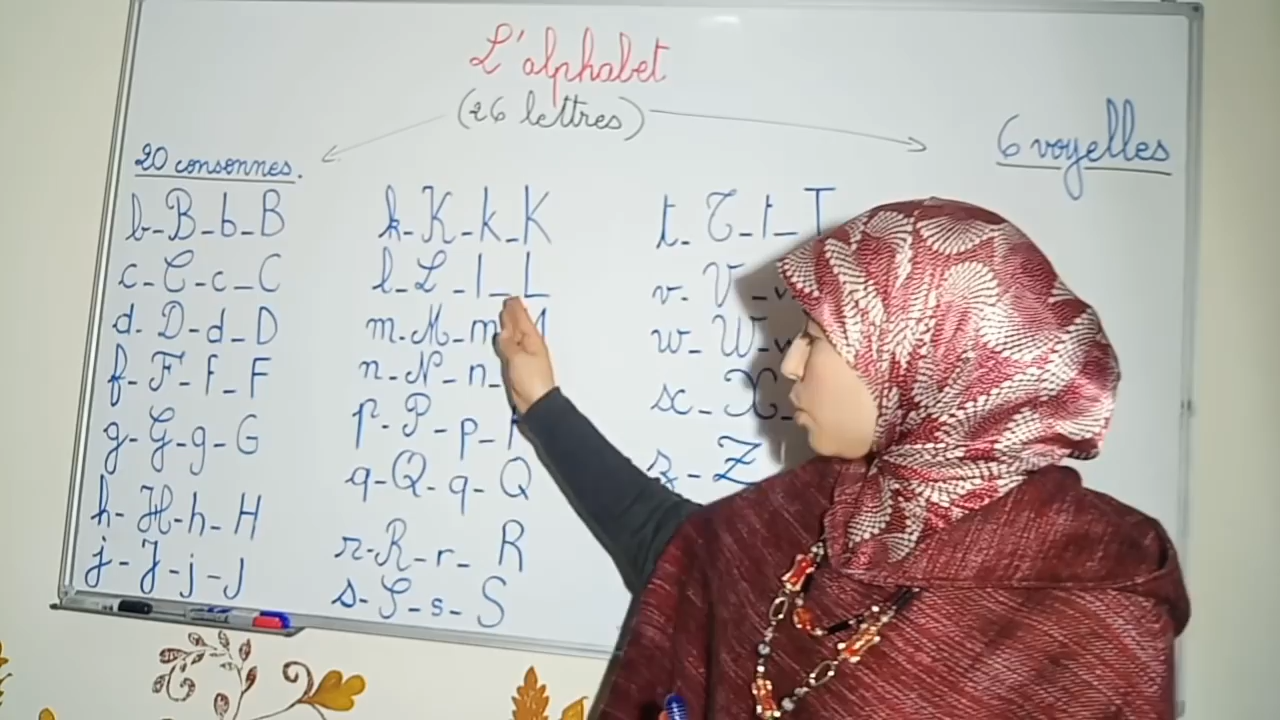 L'alphabet
(26 lettres)
20 consonnes.
6 voyelles
b-B-b-B
c-C-c-C
d-D-d-D
f-F-f-F
g-G-g-G
h-H-h-H
j-J-j-J
k-K-k-K
l-L-l-L
m-M-m
n-N-n-
p-P-p-
q-Q-q-Q
r-R-r-R
s-S-s-S
t-T-t-T
v-V-v
w-W-w
x-X-
z-Z